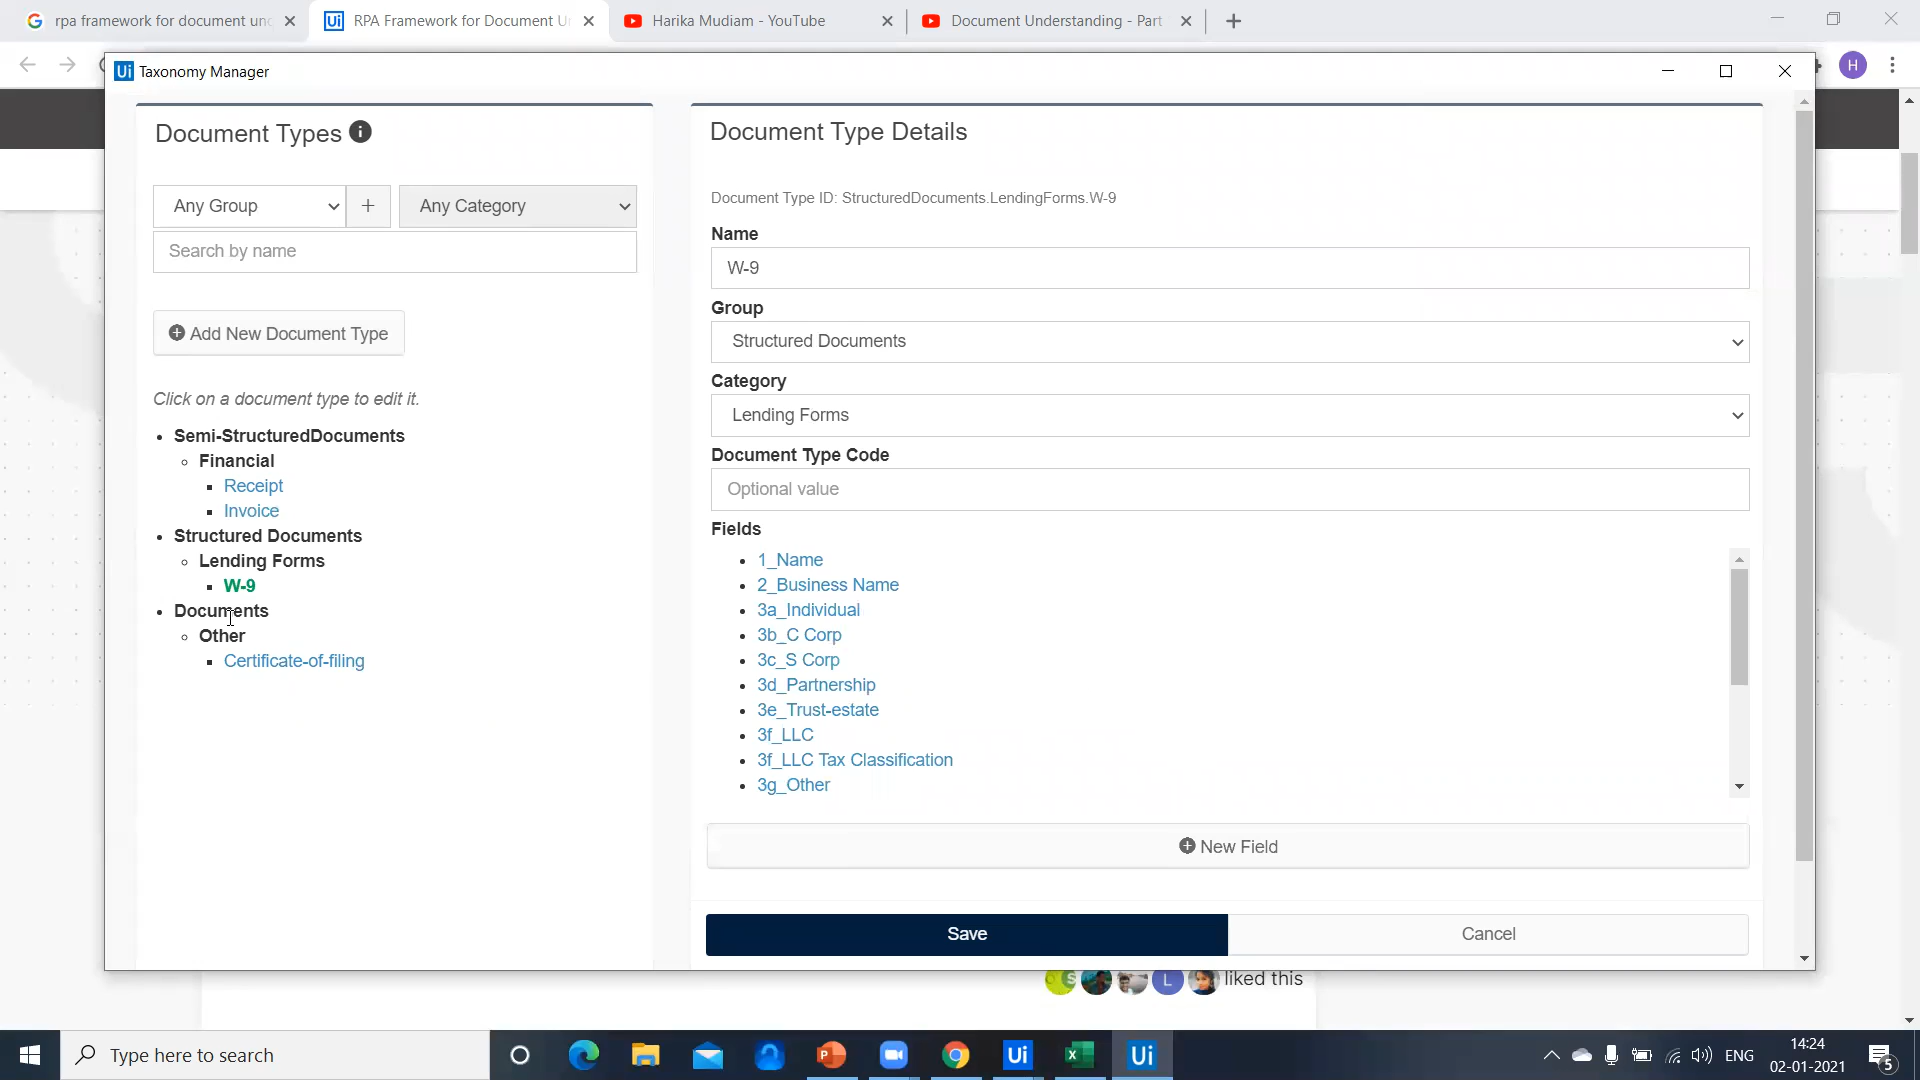 rpa framework for document und
RPA Framework for Document U
Harika Mudiam - YouTube
Document Understanding - Part
H
Ui Taxonomy Manager
Document Types
Any Group
+
Any Category
Search by name
Add New Document Type
Click on a document type to edit it.
Semi-StructuredDocuments
Financial
Receipt
Invoice
Structured Documents
Lending Forms
W-9
Documents
Other
Certificate-of-filing
Document Type Details
Document Type ID: StructuredDocuments.LendingForms.W-9
Name
W-9
Group
Structured Documents
Category
Lending Forms
Document Type Code
Optional value
Fields
1_Name
2_Business Name
3a_Individual
3b_C Corp
3c_S Corp
3d_Partnership
3e_Trust-estate
3f_LLC
3f_LLC Tax Classification
3g_Other
New Field
Save
Cancel
S
L
liked this
Type here to search
Ui
Ui
ENG
14:24
02-01-2021
5